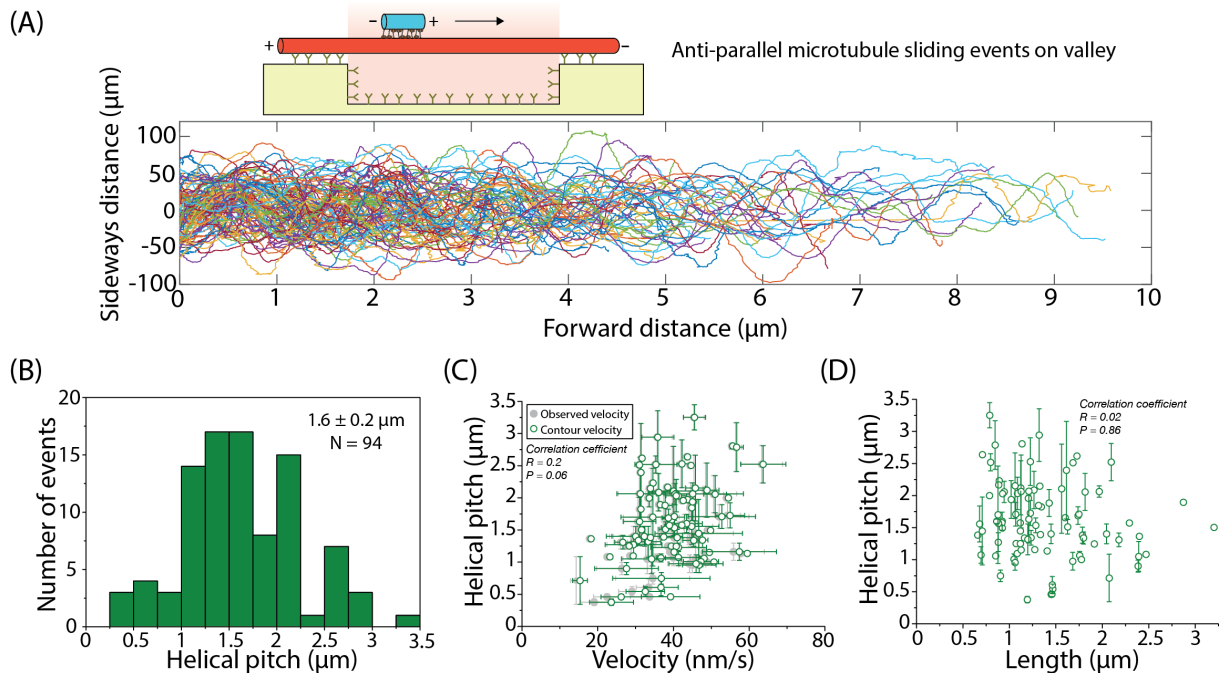 (A)
- +
+ -
Anti-parallel microtubule sliding events on valley
Sideways distance (µm)
100
50
0
-50
-100
0 1 2 3 4 5 6 7 8 9 10
Forward distance (µm)
(B)
Number of events
20
15
10
5
0
1.6 ± 0.2 µm
N = 94
0 0.5 1 1.5 2 2.5 3 3.5
Helical pitch (µm)
(C)
Helical pitch (µm)
3.5
3
2.5
2
1.5
1
0.5
0
Observed velocity
Contour velocity
Correlation cefficient
R = 0.2
P = 0.06
0 20 40 60 80
Velocity (nm/s)
(D)
Helical pitch (µm)
3.5
3
2.5
2
1.5
1
0.5
0
Correlation coefficient
R = 0.02
P = 0.86
0 0.5 1 1.5 2 2.5 3
Length (µm)